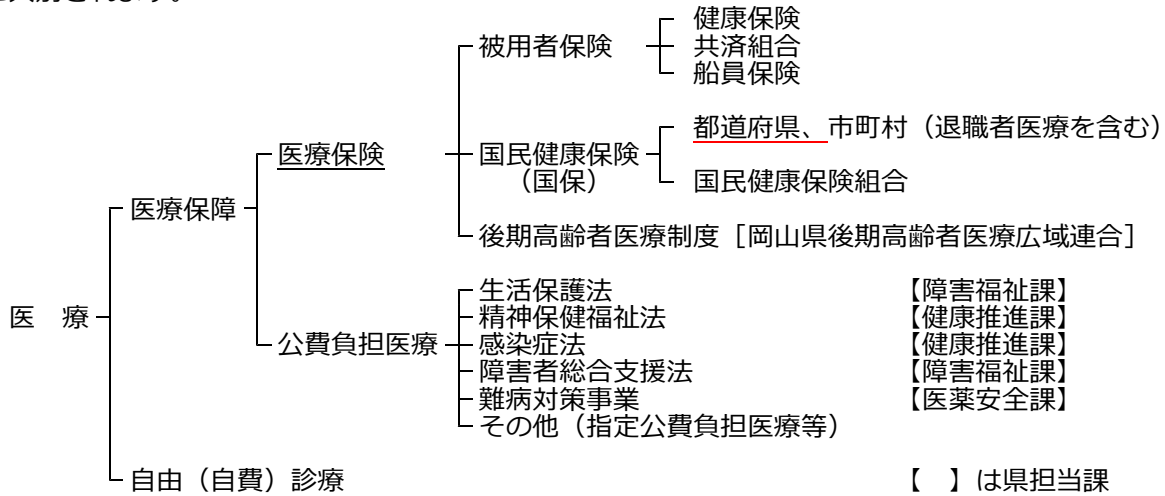 健康保険
被用者保険 共済組合
船員保険
都道府県、市町村（退職者医療を含む）
医療保険 国民健康保険
（国保） 国民健康保険組合
医療保障
後期高齢者医療制度［岡山県後期高齢者医療広域連合］
生活保護法 【障害福祉課】
医　療 精神保健福祉法 【健康推進課】
公費負担医療 感染症法 【健康推進課】
障害者総合支援法 【障害福祉課】
難病対策事業 【医薬安全課】
その他（指定公費負担医療等）
自由（自費）診療 【　】は県担当課